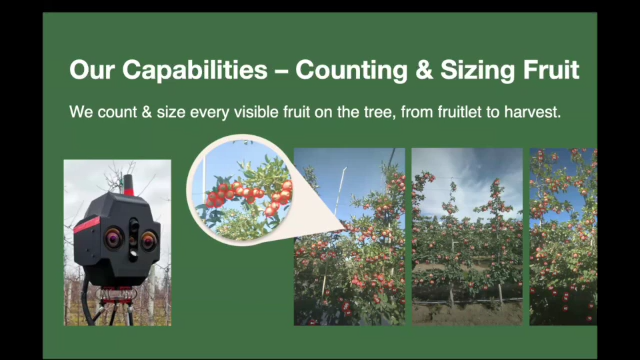 Our Capabilities – Counting & Sizing Fruit
We count & size every visible fruit on the tree, from fruitlet to harvest.